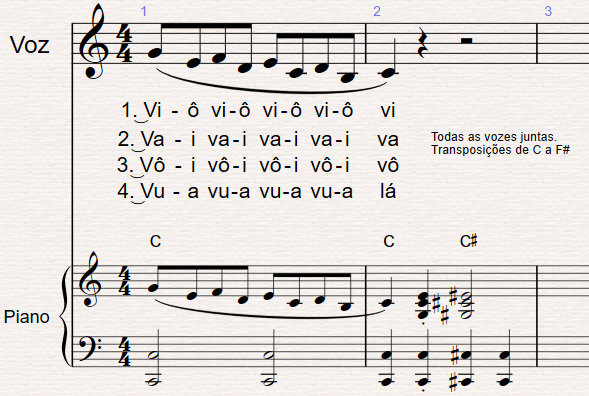 1 2 3
Voz
1. Vi - ô vi-ô vi-ô vi-ô vi
2. Va - i va-i va-i va-i va
3. Vô - i vô-i vô-i vô-i vô
4. Vu - a vu-a vu-a vu-a lá
Todas as vozes juntas.
Transposições de C a F#
C C C#
Piano